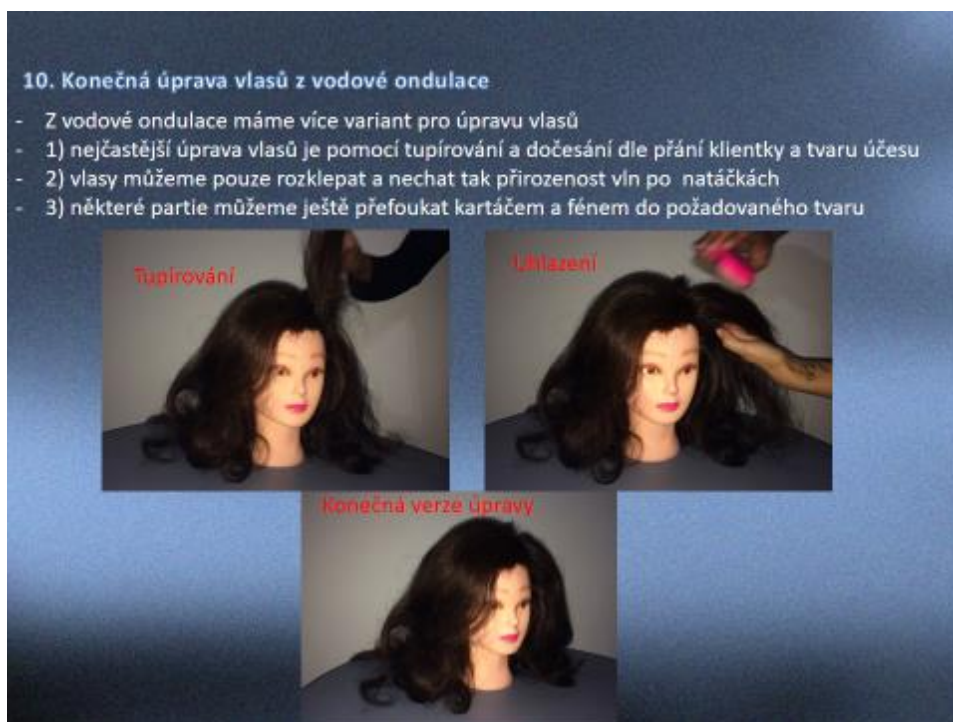 10. Konečná úprava vlasů z vodové ondulace
- Z vodové ondulace máme více variant pro úpravu vlasů
- 1) nejčastější úprava vlasů je pomocí tupírování a dočesání dle přání klientky a tvaru účesu
- 2) vlasy můžeme pouze rozklepat a nechat tak přirozenost vln po natáčkách
- 3) některé partie můžeme ještě přefoukat kartáčem a fénem do požadovaného tvaru
Tupírování
Uhlazení
Konečná verze úpravy